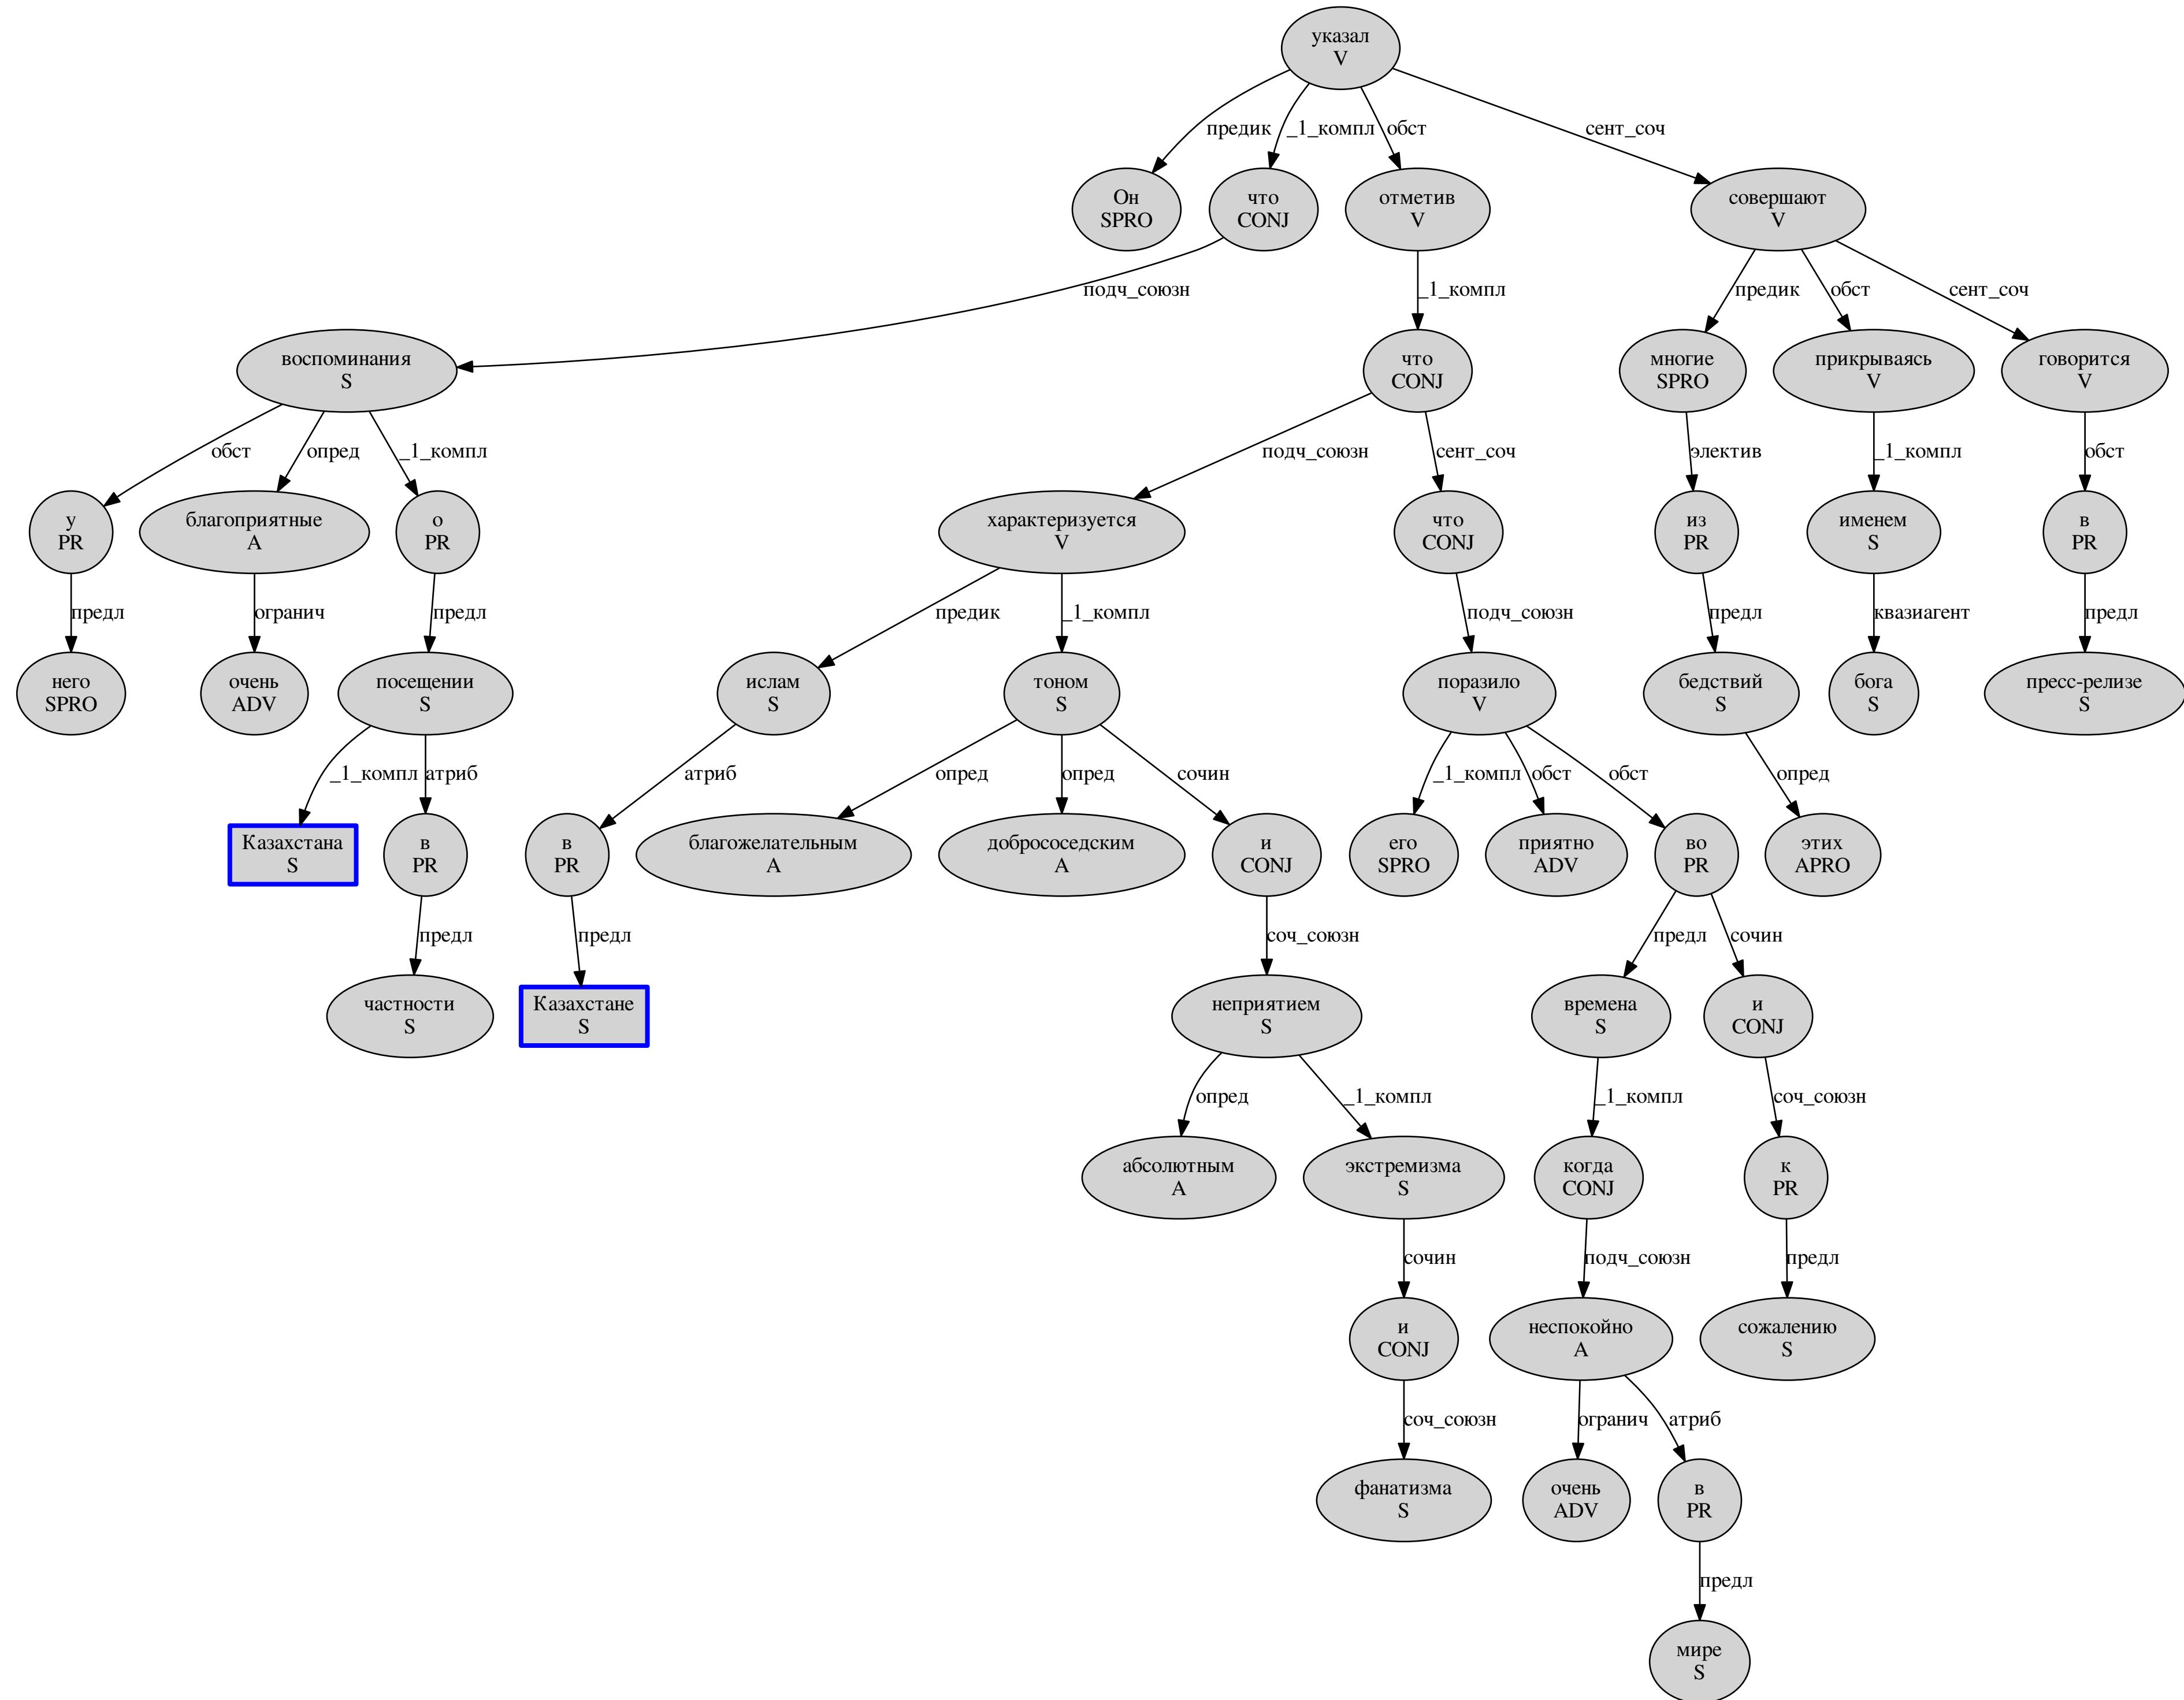 указал
V
предик
_1_компл
обст
сент_соч
Он
SPRO
что
CONJ
отметив
V
совершают
V
подч_союзн
_1_компл
предик
обст
сент_соч
воспоминания
S
что
CONJ
многие
SPRO
прикрываясь
V
говорится
V
обст
опред
_1_компл
подч_союзн
сент_соч
электив
_1_компл
обст
у
PR
благоприятные
A
о
PR
характеризуется
V
что
CONJ
из
PR
именем
S
в
PR
предл
огранич
предл
предик
_1_компл
подч_союзн
предл
квазиагент
предл
него
SPRO
очень
ADV
посещении
S
ислам
S
тоном
S
поразило
V
бедствий
S
бога
S
пресс-релизе
S
_1_компл
атриб
атриб
опред
опред
сочин
_1_компл
обст
обст
опред
Казахстана
S
в
PR
в
PR
благожелательным
A
добрососедским
A
и
CONJ
его
SPRO
приятно
ADV
во
PR
этих
APRO
предл
предл
соч_союзн
предл
сочин
частности
S
Казахстане
S
неприятием
S
времена
S
и
CONJ
опред
_1_компл
_1_компл
соч_союзн
абсолютным
A
экстремизма
S
когда
CONJ
к
PR
сочин
подч_союзн
предл
и
CONJ
неспокойно
A
сожалению
S
соч_союзн
огранич
атриб
фанатизма
S
очень
ADV
в
PR
предл
мире
S